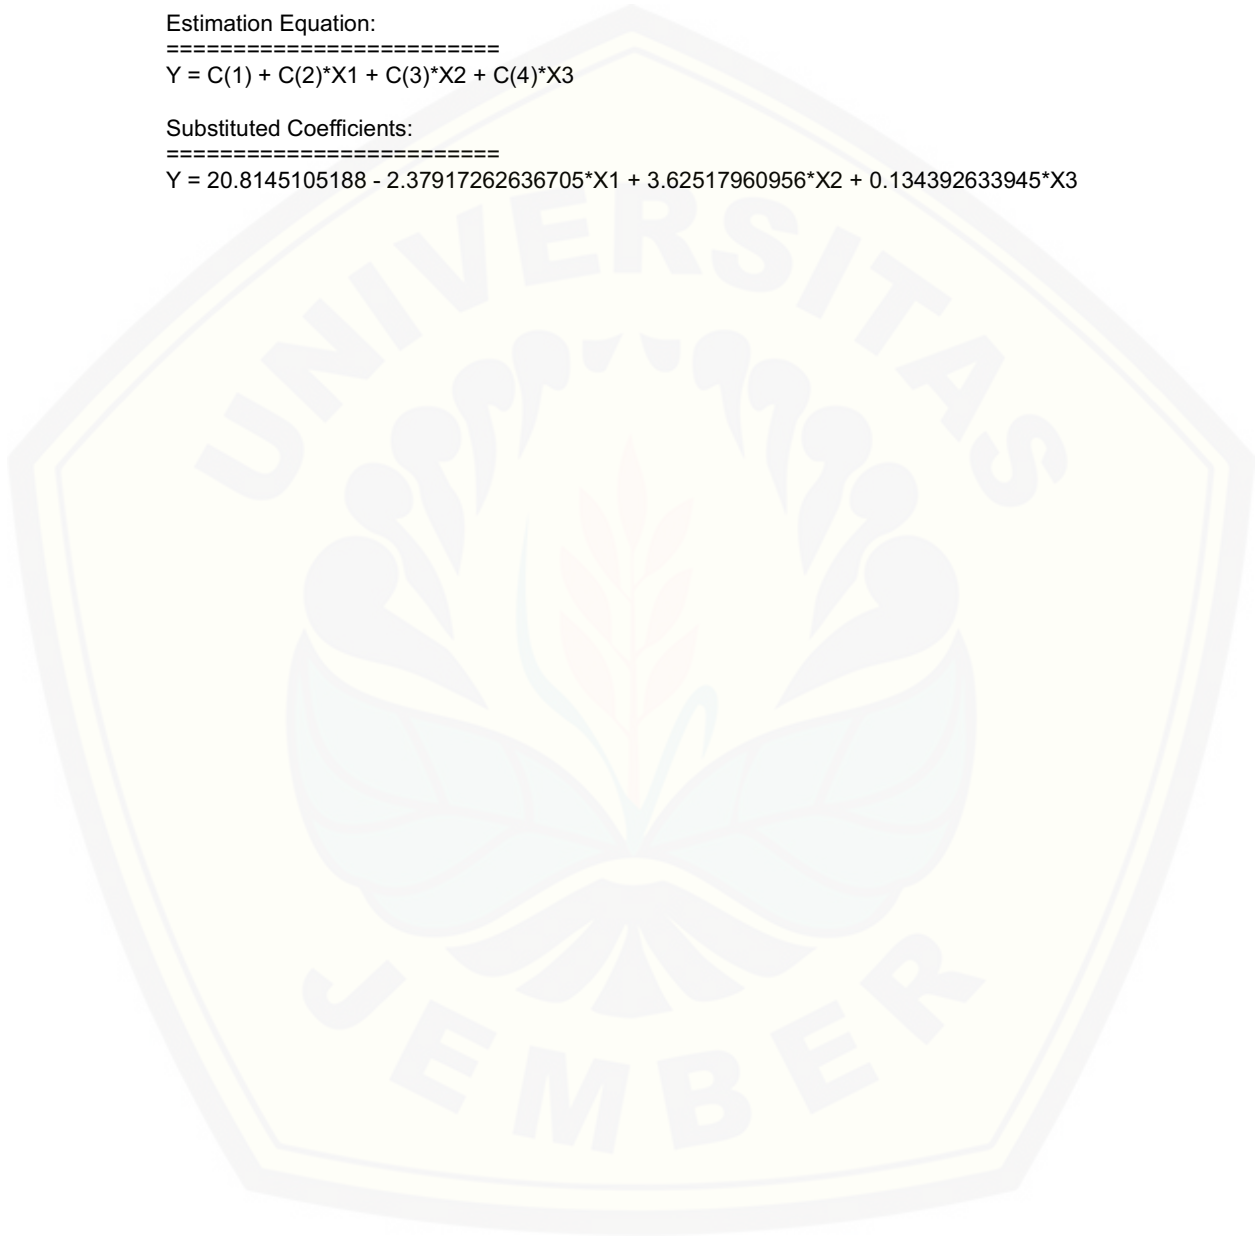 Estimation Equation:
=========================
Y = C(1) + C(2)*X1 + C(3)*X2 + C(4)*X3
Substituted Coefficients:
=========================
Y = 20.8145105188 - 2.37917262636705*X1 + 3.62517960956*X2 + 0.134392633945*X3
UNIVERSITAS
JEMBER